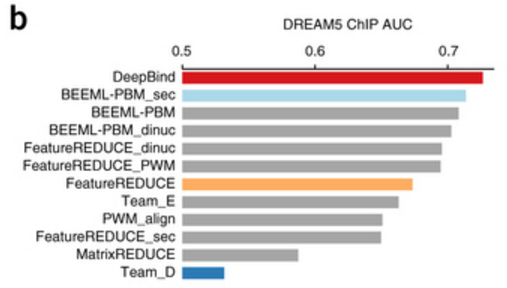 b
DREAM5 ChIP AUC
0.5 0.6 0.7
DeepBind
BEEML-PBM_sec
BEEML-PBM
BEEML-PBM_dinuc
FeatureREDUCE_dinuc
FeatureREDUCE_PWM
FeatureREDUCE
Team_E
PWM_align
FeatureREDUCE_sec
MatrixREDUCE
Team_D